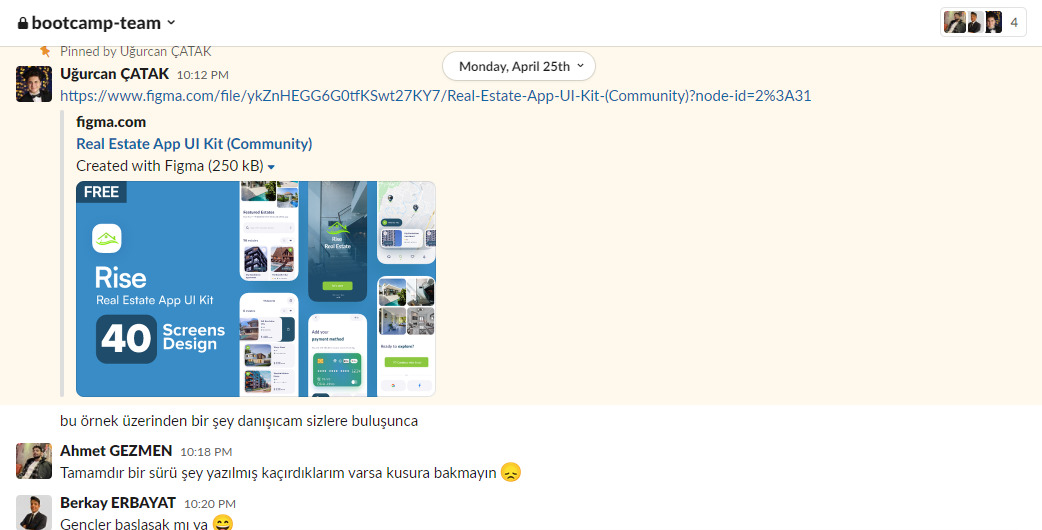 bootcamp-team
4
Pinned by Uğurcan ÇATAK
Monday, April 25th
Uğurcan ÇATAK 10:12 PM
https://www.figma.com/file/ykZnHEGG6G0tfKSwt27KY7/Real-Estate-App-UI-Kit-(Community)?node-id=2%3A31
figma.com
Real Estate App UI Kit (Community)
Created with Figma (250 kB)
FREE
Rise
Real Estate App UI Kit
40 Screens Design
Featured Estates
Rise
Real Estate
Add your
payment method
Ready to explore?
bu örnek üzerinden bir şey danışıcam sizlere buluşunca
Ahmet GEZMEN 10:18 PM
Tamamdır bir sürü şey yazılmış kaçırdıklarım varsa kusura bakmayın 😞
Berkay ERBAYAT 10:20 PM
Gençler başlasak mı ya 😄